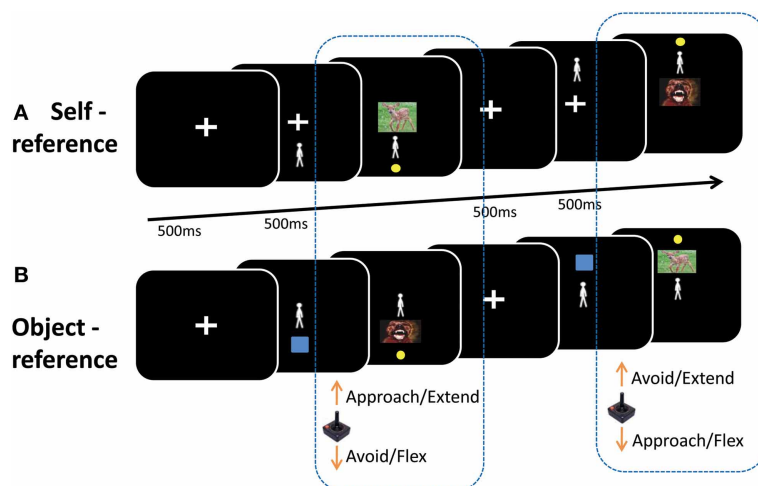 A Self -
reference
500ms
500ms
500ms
500ms
B
Object -
reference
Approach/Extend
Avoid/Flex
Avoid/Extend
Approach/Flex